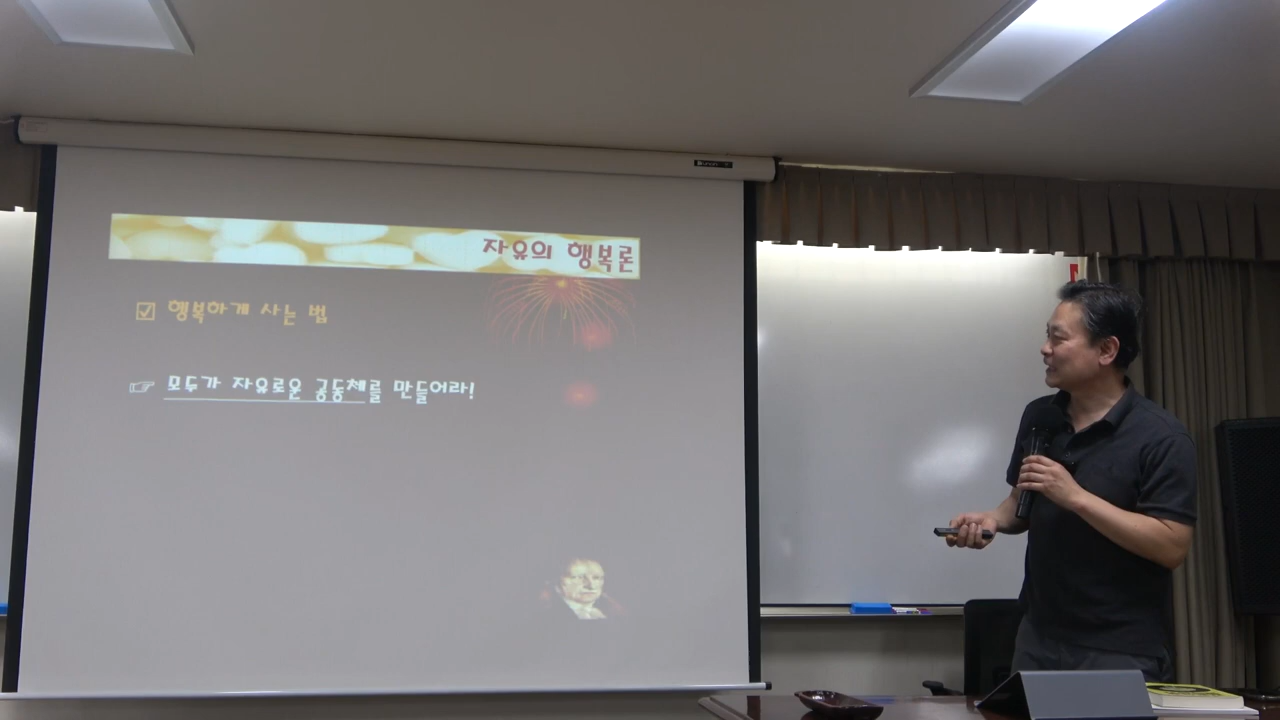 자유의 행복론
☑ 행복하게 사는 법
☞ 모두가 자유로운 공동체를 만들어라!